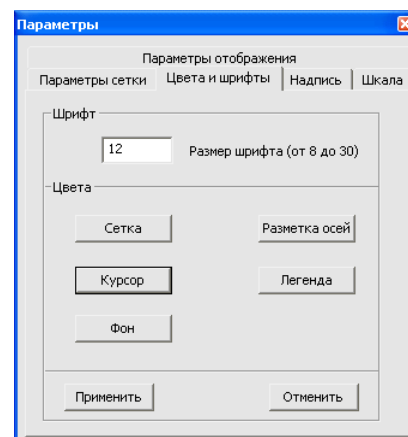 Параметры
Параметры отображения
Параметры сетки Цвета и шрифты Надпись Шкала
Шрифт
12 Размер шрифта (от 8 до 30)
Цвета
Сетка Разметка осей
Курсор Легенда
Фон
Применить Отменить